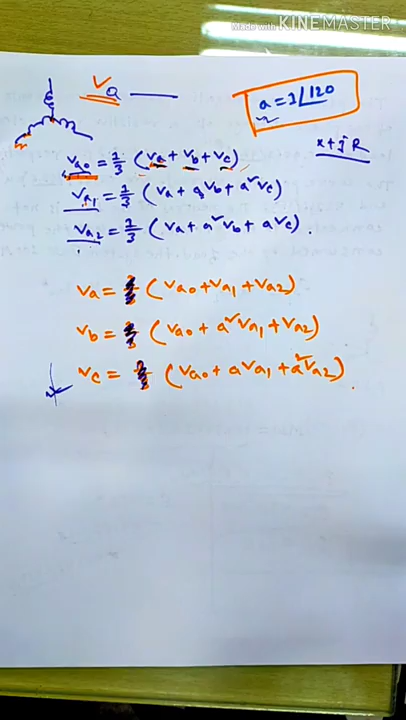 Made with KINEMASTER
Va
a = 1∠120
x + jR
Va0 = 1/3 (Va + Vb + Vc)
Va1 = 1/3 (Va + aVb + a²Vc)
Va2 = 1/3 (Va + a²Vb + aVc).
Va = (Va0 + Va1 + Va2)
Vb = (Va0 + a²Va1 + Va2)
Vc = (Va0 + aVa1 + a²Va2).